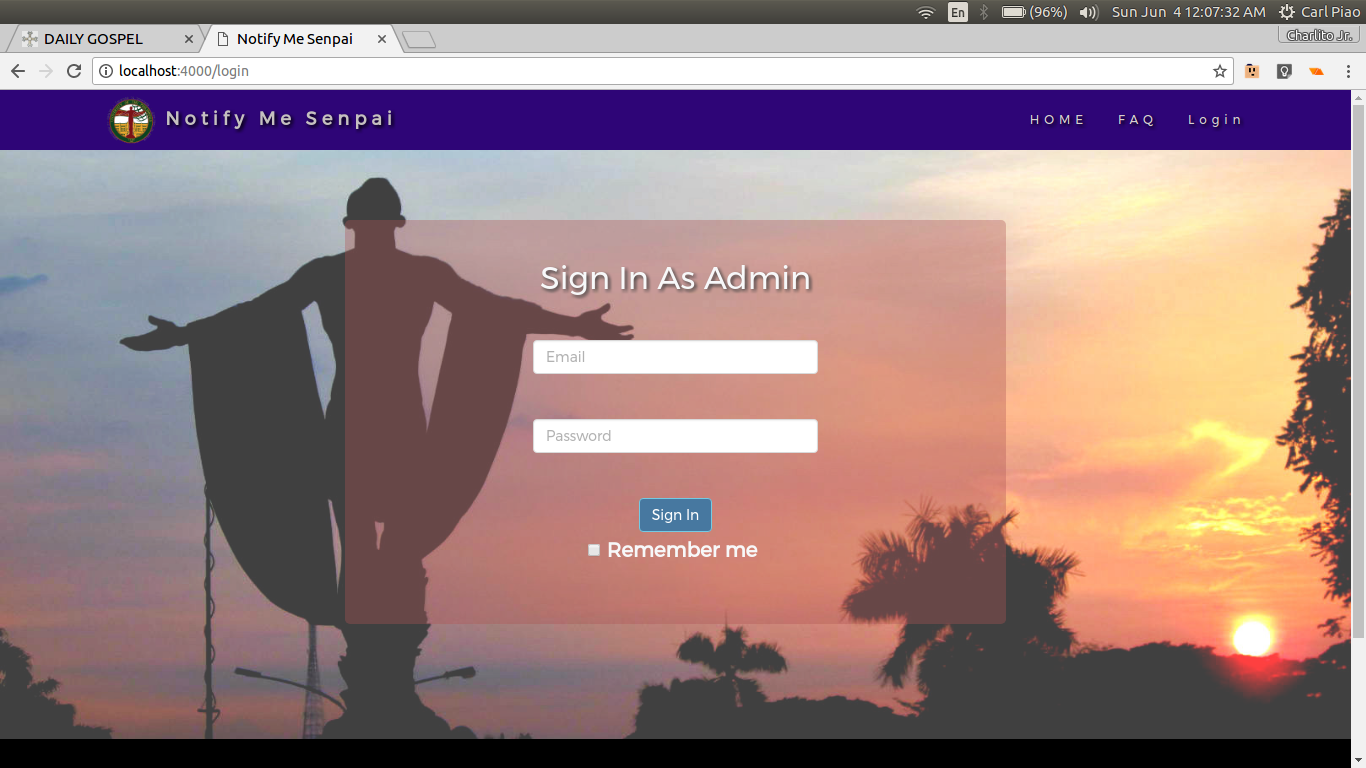 En (96%) Sun Jun 4 12:07:32 AM Carl Piao
DAILY GOSPEL Notify Me Senpai Charlito Jr.
localhost:4000/login
Notify Me Senpai HOME FAQ Login
Sign In As Admin
Email
Password
Sign In
Remember me